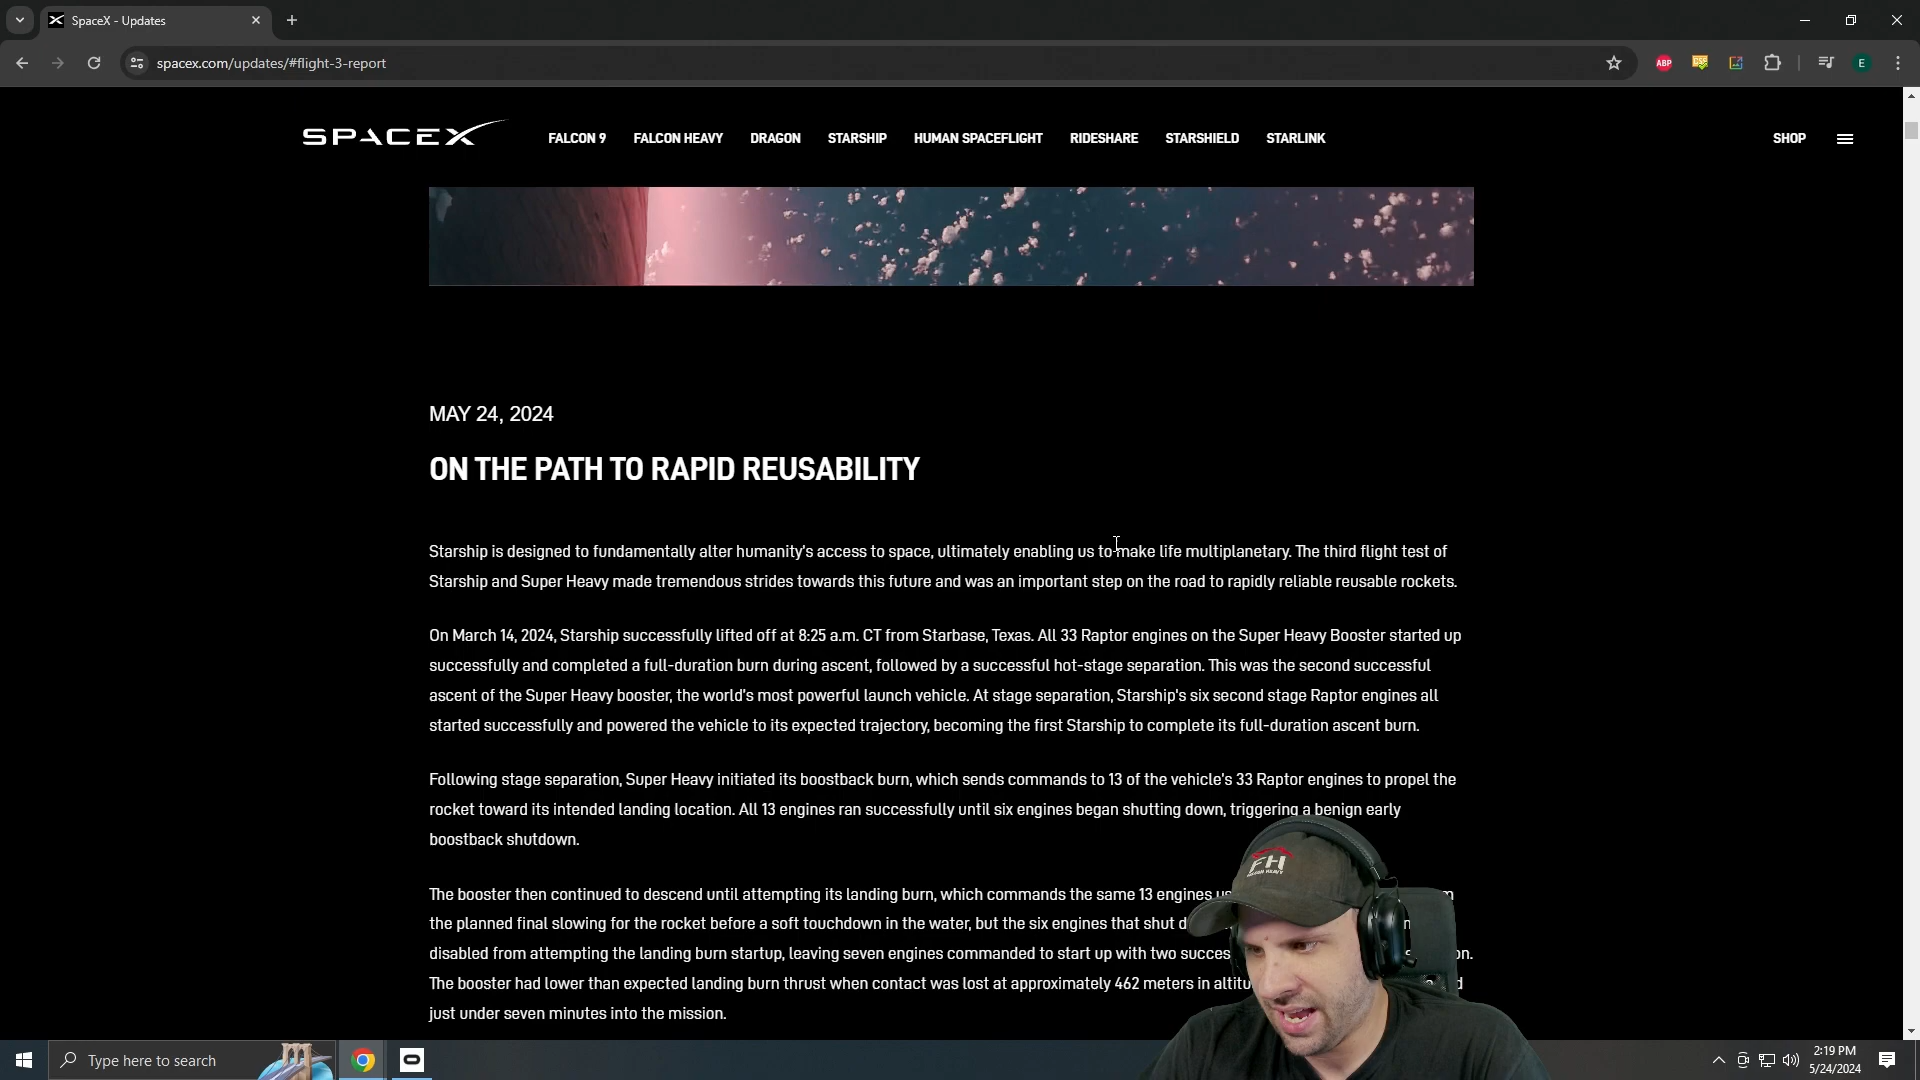 SpaceX - Updates
spacex.com/updates/#flight-3-report
ABP
E
SPACEX
FALCON 9 FALCON HEAVY DRAGON STARSHIP HUMAN SPACEFLIGHT RIDESHARE STARSHIELD STARLINK SHOP
MAY 24, 2024
ON THE PATH TO RAPID REUSABILITY
Starship is designed to fundamentally alter humanity's access to space, ultimately enabling us to make life multiplanetary. The third flight test of
Starship and Super Heavy made tremendous strides towards this future and was an important step on the road to rapidly reliable reusable rockets.
On March 14, 2024, Starship successfully lifted off at 8:25 a.m. CT from Starbase, Texas. All 33 Raptor engines on the Super Heavy Booster started up
successfully and completed a full-duration burn during ascent, followed by a successful hot-stage separation. This was the second successful
ascent of the Super Heavy booster, the world's most powerful launch vehicle. At stage separation, Starship's six second stage Raptor engines all
started successfully and powered the vehicle to its expected trajectory, becoming the first Starship to complete its full-duration ascent burn.
Following stage separation, Super Heavy initiated its boostback burn, which sends commands to 13 of the vehicle's 33 Raptor engines to propel the
rocket toward its intended landing location. All 13 engines ran successfully until six engines began shutting down, triggering a benign early
boostback shutdown.
The booster then continued to descend until attempting its landing burn, which commands the same 13 engines
the planned final slowing for the rocket before a soft touchdown in the water, but the six engines that shut
disabled from attempting the landing burn startup, leaving seven engines commanded to start up with two
The booster had lower than expected landing burn thrust when contact was lost at approximately 462 meters in
just under seven minutes into the mission.
FH
Type here to search
2:19 PM
5/24/2024